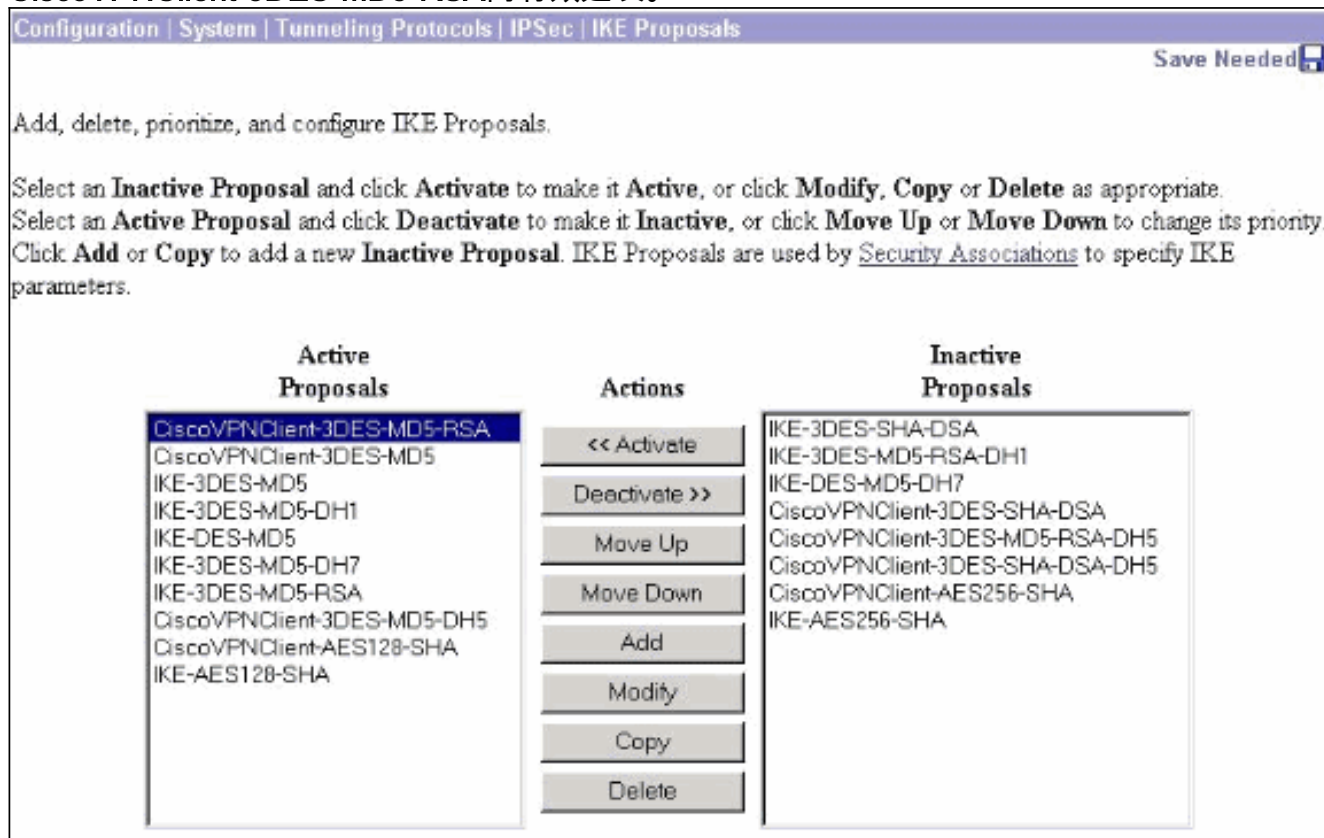 Configuration | System | Tunneling Protocols | IPSec | IKE Proposals
Save Needed
Add, delete, prioritize, and configure IKE Proposals.
Select an Inactive Proposal and click Activate to make it Active, or click Modify, Copy or Delete as appropriate.
Select an Active Proposal and click Deactivate to make it Inactive, or click Move Up or Move Down to change its priority.
Click Add or Copy to add a new Inactive Proposal. IKE Proposals are used by Security Associations to specify IKE
parameters.
Active
Proposals
CiscoVPNClient-3DES-MD5-RSA
CiscoVPNClient-3DES-MD5
IKE-3DES-MD5
IKE-3DES-MD5-DH1
IKE-DES-MD5
IKE-3DES-MD5-DH7
IKE-3DES-MD5-RSA
CiscoVPNClient-3DES-MD5-DH5
CiscoVPNClient-AES128-SHA
IKE-AES128-SHA
Actions
<< Activate
Deactivate >>
Move Up
Move Down
Add
Modify
Copy
Delete
Inactive
Proposals
IKE-3DES-SHA-DSA
IKE-3DES-MD5-RSA-DH1
IKE-DES-MD5-DH7
CiscoVPNClient-3DES-SHA-DSA
CiscoVPNClient-3DES-MD5-RSA-DH5
CiscoVPNClient-3DES-SHA-DSA-DH5
CiscoVPNClient-AES256-SHA
IKE-AES256-SHA